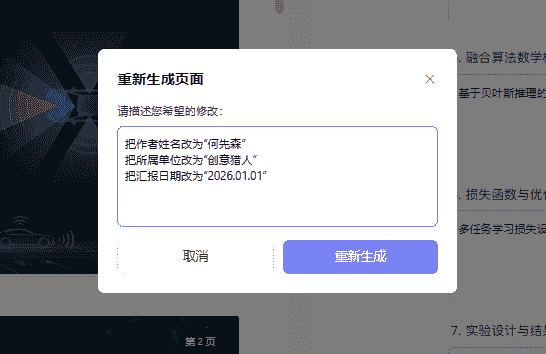 重新生成页面
请描述您希望的修改：
把作者姓名改为“何先森”
把所属单位改为“创意猎人”
把汇报日期改为“2026.01.01”
取消
重新生成
融合算法数学
基于贝叶斯推理的
损失函数与优
多任务学习损失设
7. 实验设计与结
第 2 页